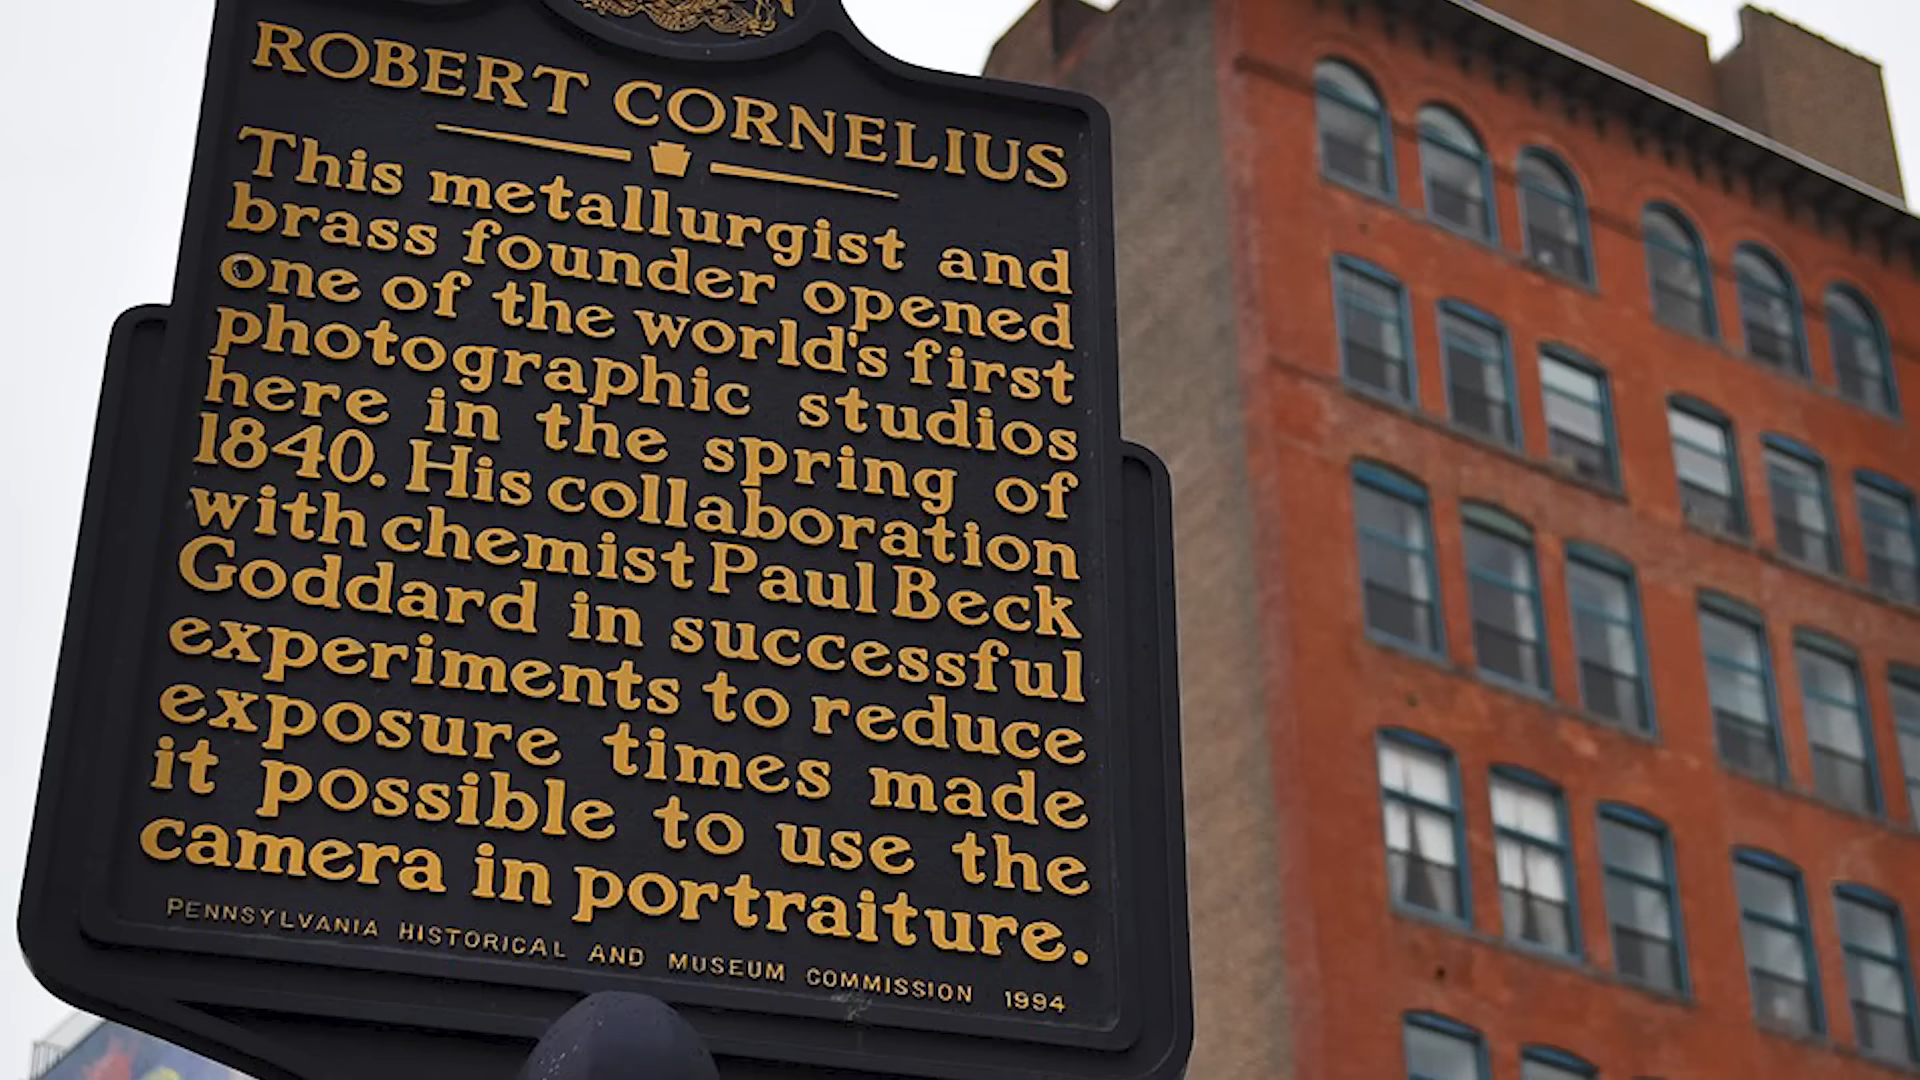 ROBERT CORNELIUS
This metallurgist and
brass founder opened
one of the world's first
photographic studios
here in the spring of
1840. His collaboration
with chemist Paul Beck
Goddard in successful
experiments to reduce
exposure times made
it possible to use the
camera in portraiture.
PENNSYLVANIA HISTORICAL AND MUSEUM COMMISSION 1994